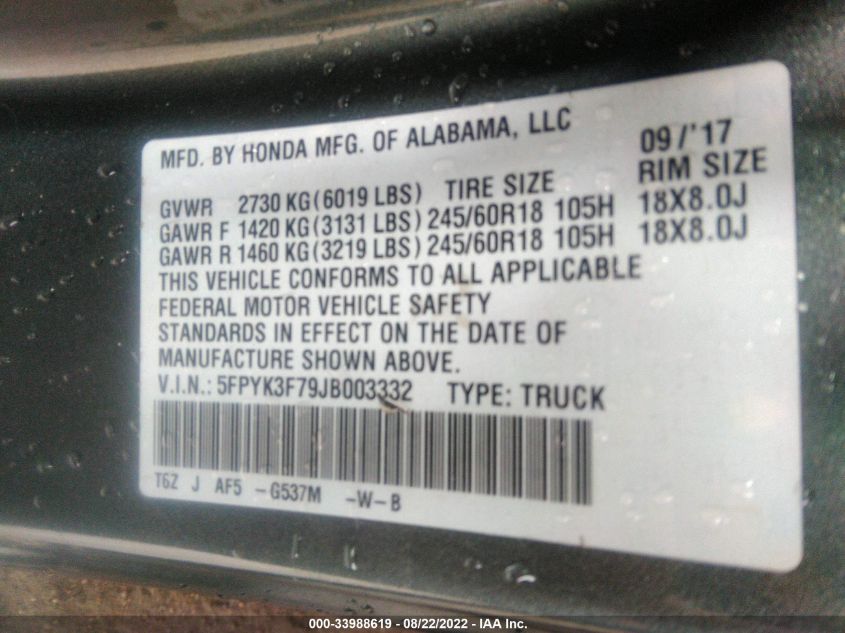 MFD. BY HONDA MFG. OF ALABAMA, LLC 09/'17
RIM SIZE
GVWR 2730 KG(6019 LBS) TIRE SIZE
GAWR F 1420 KG(3131 LBS) 245/60R18 105H 18X8.0J
GAWR R 1460 KG(3219 LBS) 245/60R18 105H 18X8.0J
THIS VEHICLE CONFORMS TO ALL APPLICABLE
FEDERAL MOTOR VEHICLE SAFETY
STANDARDS IN EFFECT ON THE DATE OF
MANUFACTURE SHOWN ABOVE.
V.I.N.: 5FPYK3F79JB003332 TYPE: TRUCK
T6Z J AF5 -G537M -W-B
000-33988619 - 08/22/2022 - IAA Inc.